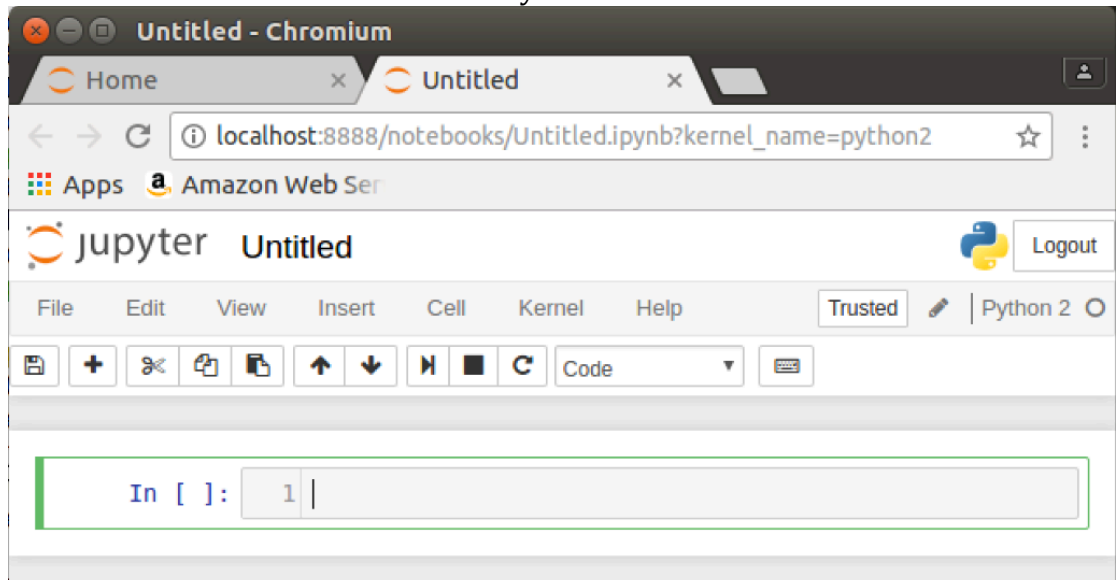 Untitled - Chromium
Home Untitled
localhost:8888/notebooks/Untitled.ipynb?kernel_name=python2
Apps Amazon Web Ser
jupyter Untitled Logout
File Edit View Insert Cell Kernel Help Trusted Python 2
Code
In [ ]: 1